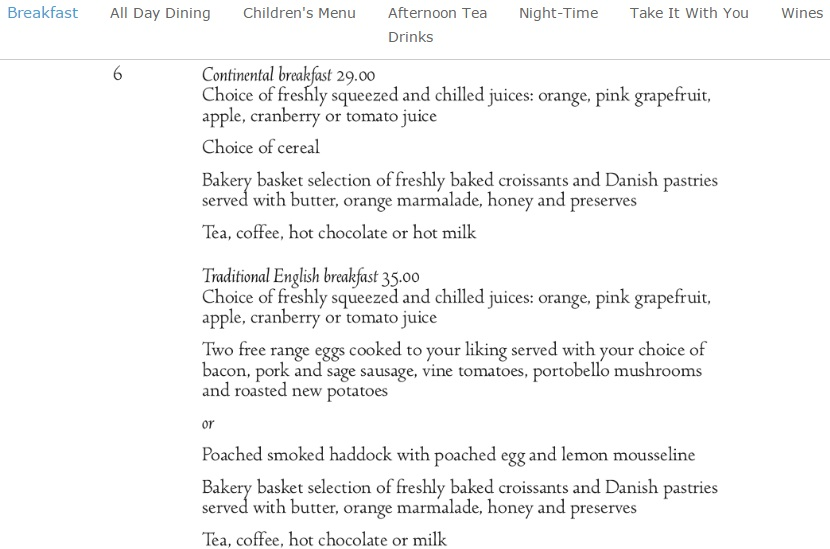 Breakfast All Day Dining Children's Menu Afternoon Tea Night-Time Take It With You Wines
Drinks
6
Continental breakfast 29.00
Choice of freshly squeezed and chilled juices: orange, pink grapefruit,
apple, cranberry or tomato juice
Choice of cereal
Bakery basket selection of freshly baked croissants and Danish pastries
served with butter, orange marmalade, honey and preserves
Tea, coffee, hot chocolate or hot milk
Traditional English breakfast 35.00
Choice of freshly squeezed and chilled juices: orange, pink grapefruit,
apple, cranberry or tomato juice
Two free range eggs cooked to your liking served with your choice of
bacon, pork and sage sausage, vine tomatoes, portobello mushrooms
and roasted new potatoes
or
Poached smoked haddock with poached egg and lemon mousseline
Bakery basket selection of freshly baked croissants and Danish pastries
served with butter, orange marmalade, honey and preserves
Tea, coffee, hot chocolate or milk